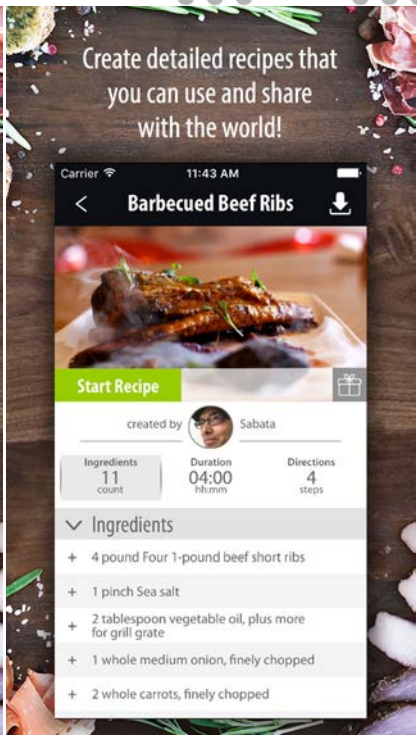 Create detailed recipes that
you can use and share
with the world!
Carrier 11:43 AM
< Barbecued Beef Ribs
Start Recipe
created by Sabata
Ingredients Duration Directions
11 04:00 4
count hh:mm steps
Ingredients
+ 4 pound Four 1-pound beef short ribs
+ 1 pinch Sea salt
+ 2 tablespoon vegetable oil, plus more
for grill grate
+ 1 whole medium onion, finely chopped
+ 2 whole carrots, finely chopped